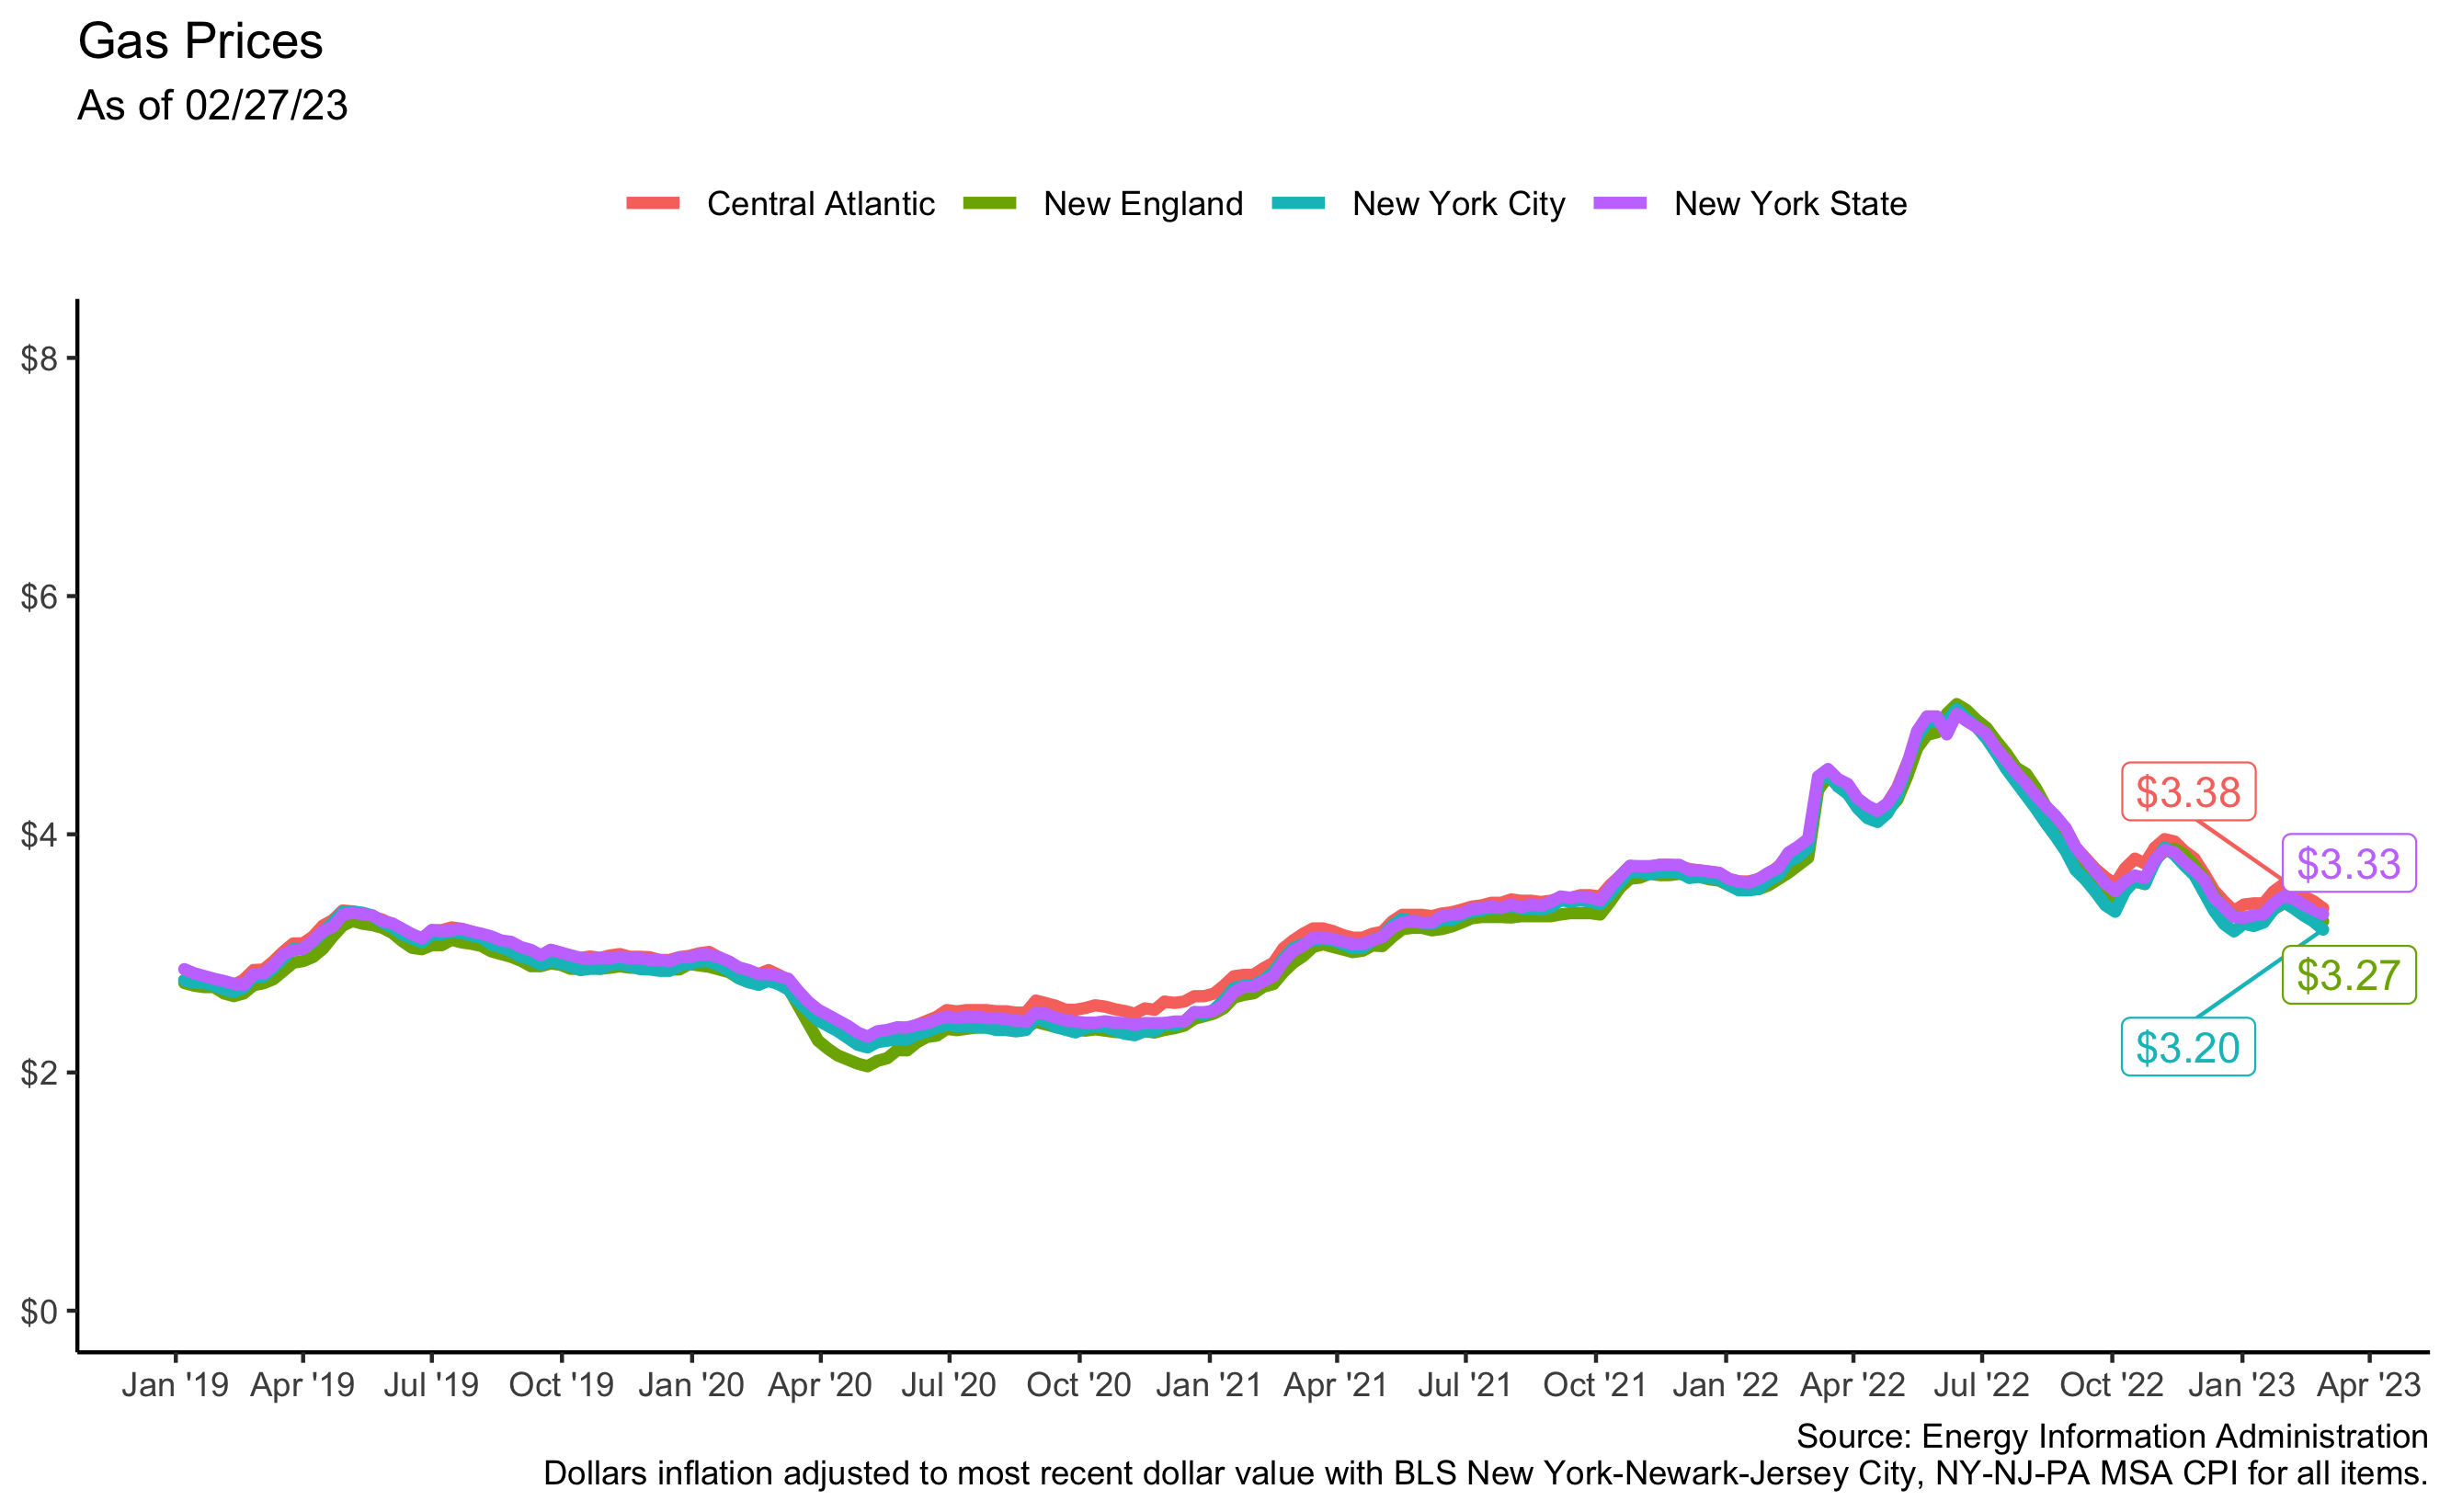 Gas Prices
As of 02/27/23
Central Atlantic New England New York City New York State
$8
$6
$4
$2
$0
$3.38
$3.33
$3.27
$3.20
Jan '19 Apr '19 Jul '19 Oct '19 Jan '20 Apr '20 Jul '20 Oct '20 Jan '21 Apr '21 Jul '21 Oct '21 Jan '22 Apr '22 Jul '22 Oct '22 Jan '23 Apr '23
Source: Energy Information Administration
Dollars inflation adjusted to most recent dollar value with BLS New York-Newark-Jersey City, NY-NJ-PA MSA CPI for all items.